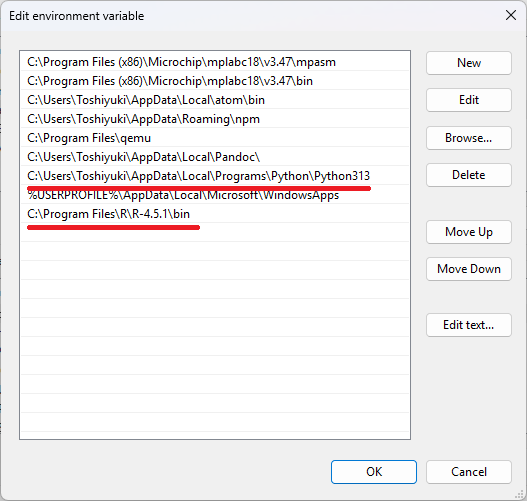 Edit environment variable
C:\Program Files (x86)\Microchip\mplabc18\v3.47\mpasm
C:\Program Files (x86)\Microchip\mplabc18\v3.47\bin
C:\Users\Toshiyuki\AppData\Local\atom\bin
C:\Users\Toshiyuki\AppData\Roaming\npm
C:\Program Files\qemu
C:\Users\Toshiyuki\AppData\Local\Pandoc\
C:\Users\Toshiyuki\AppData\Local\Programs\Python\Python313
%USERPROFILE%\AppData\Local\Microsoft\WindowsApps
C:\Program Files\R\R-4.5.1\bin
New
Edit
Browse...
Delete
Move Up
Move Down
Edit text...
OK
Cancel